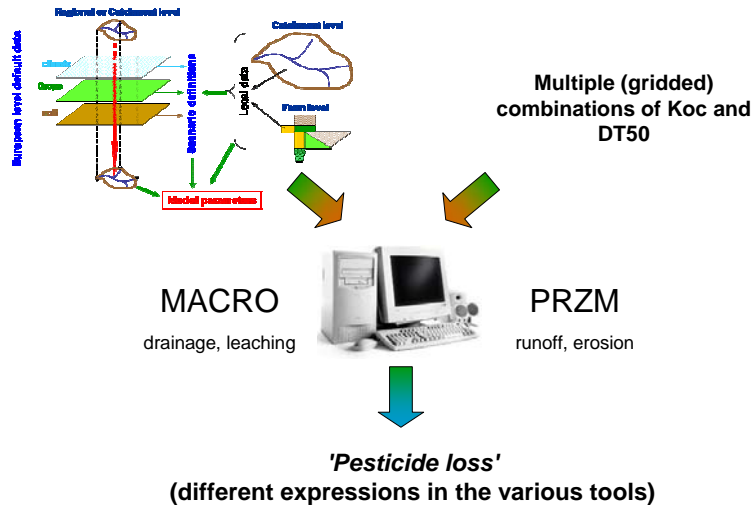 Regional or Catchment level
Catchment level
European level default data
climate
Crops
soil
Scenario definitions
Local data
Farm level
Model parameters
Multiple (gridded)
combinations of Koc and
DT50
MACRO
drainage, leaching
PRZM
runoff, erosion
'Pesticide loss'
(different expressions in the various tools)